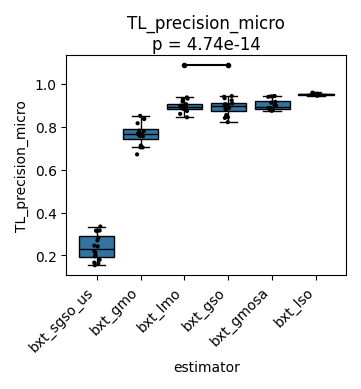 TL_precision_micro
p = 4.74e-14
TL_precision_micro
1.0
0.8
0.6
0.4
0.2
bxt_sgso_us
bxt_gmo
bxt_lmo
bxt_gso
bxt_gmosa
bxt_lso
estimator